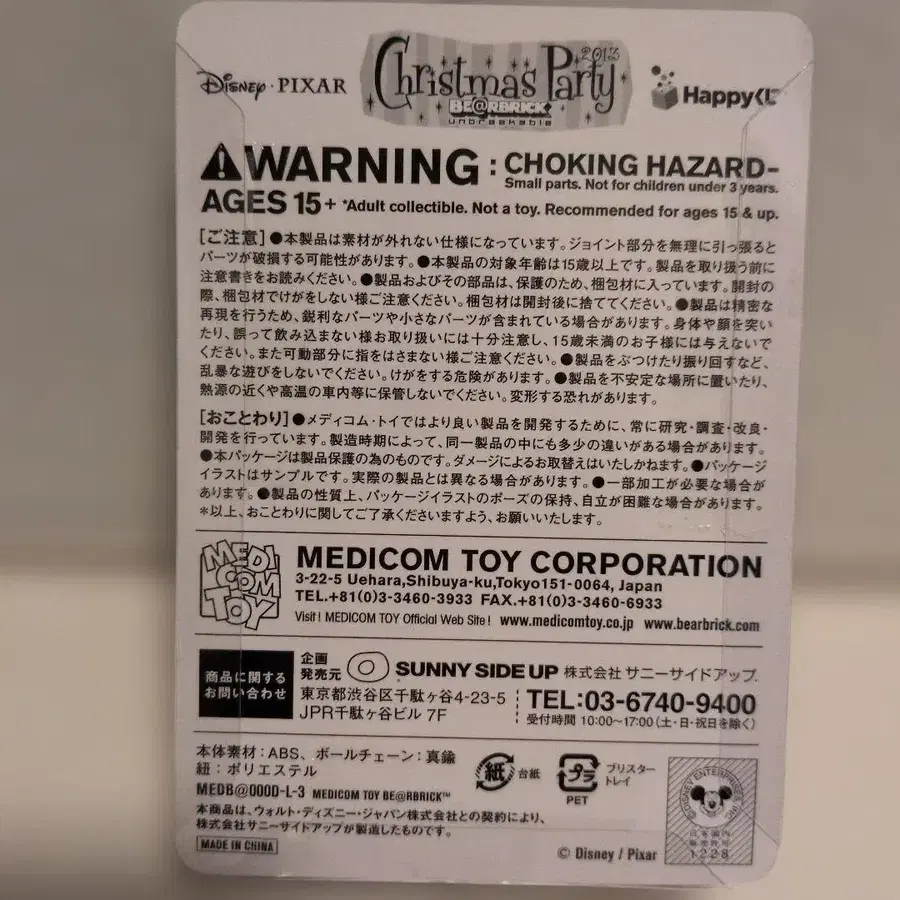 Disney · PIXAR
Christmas Party 2013
BE@RBRICK
unbreakable
Happyくじ
WARNING : CHOKING HAZARD-
Small parts. Not for children under 3 years.
AGES 15+ *Adult collectible. Not a toy. Recommended for ages 15 & up.
[ご注意]●本製品は素材が外れない仕様になっています。ジョイント部分を無理に引っ張ると
パーツが破損する可能性があります。●本製品の対象年齢は15歳以上です。製品を取り扱う前に
注意書きをお読みください。●製品およびその部品は、保護のため、梱包材に入っています。開封の
際、梱包材でけがをしない様ご注意ください。梱包材は開封後に捨ててください。●製品は精密な
再現を行うため、鋭利なパーツや小さなパーツが含まれている場合があります。身体や顔を突い
たり、誤って飲み込まない様お取り扱いには十分注意し、15歳未満のお子様には与えないで
ください。また可動部分に指をはさまない様ご注意ください。●製品をぶつけたり振り回すなど、
乱暴な遊びをしないでください。けがをする危険があります。●製品を不安定な場所に置いたり、
熱源の近くや高温の車内等に保管しないでください。変形する恐れがあります。
[おことわり]●メディコム・トイではより良い製品を開発するために、常に研究・調査・改良・
開発を行っています。製造時期によって、同一製品の中にも多少の違いがある場合があります。
●本パッケージは製品保護の為のものです。ダメージによるお取替えはいたしかねます。●パッケージ
イラストはサンプルです。実際の製品とは異なる場合があります。●一部加工が必要な場合が
あります。●製品の性質上、パッケージイラストのポーズの保持、自立が困難な場合があります。
*以上、おことわりに関してご了承くださいますよう、お願いいたします。
MEDI
COM
TOY
MEDICOM TOY CORPORATION
3-22-5 Uehara,Shibuya-ku,Tokyo151-0064, Japan
TEL.+81(0)3-3460-3933 FAX.+81(0)3-3460-6933
Visit! MEDICOM TOY Official Web Site! www.medicomtoy.co.jp www.bearbrick.com
商品に関する
お問い合わせ
企画
発売元
SUNNY SIDE UP 株式会社 サニーサイドアップ.
東京都渋谷区千駄ヶ谷4-23-5
JPR千駄ヶ谷ビル 7F
TEL:03-6740-9400
受付時間 10:00~17:00(土・日・祝日を除く)
本体素材:ABS、ボールチェーン:真鍮
紐:ポリエステル
MEDB@000D-L-3 MEDICOM TOY BE@RBRICK™
本商品は、ウォルト・ディズニー・ジャパン株式会社との契約により、
株式会社サニーサイドアップが製造したものです。
MADE IN CHINA
紙 台紙
プラ
PET
ブリスター
トレイ
© Disney / Pixar
©DISNEY ENTERPRISES, INC.
日本国内
販売許可
1228